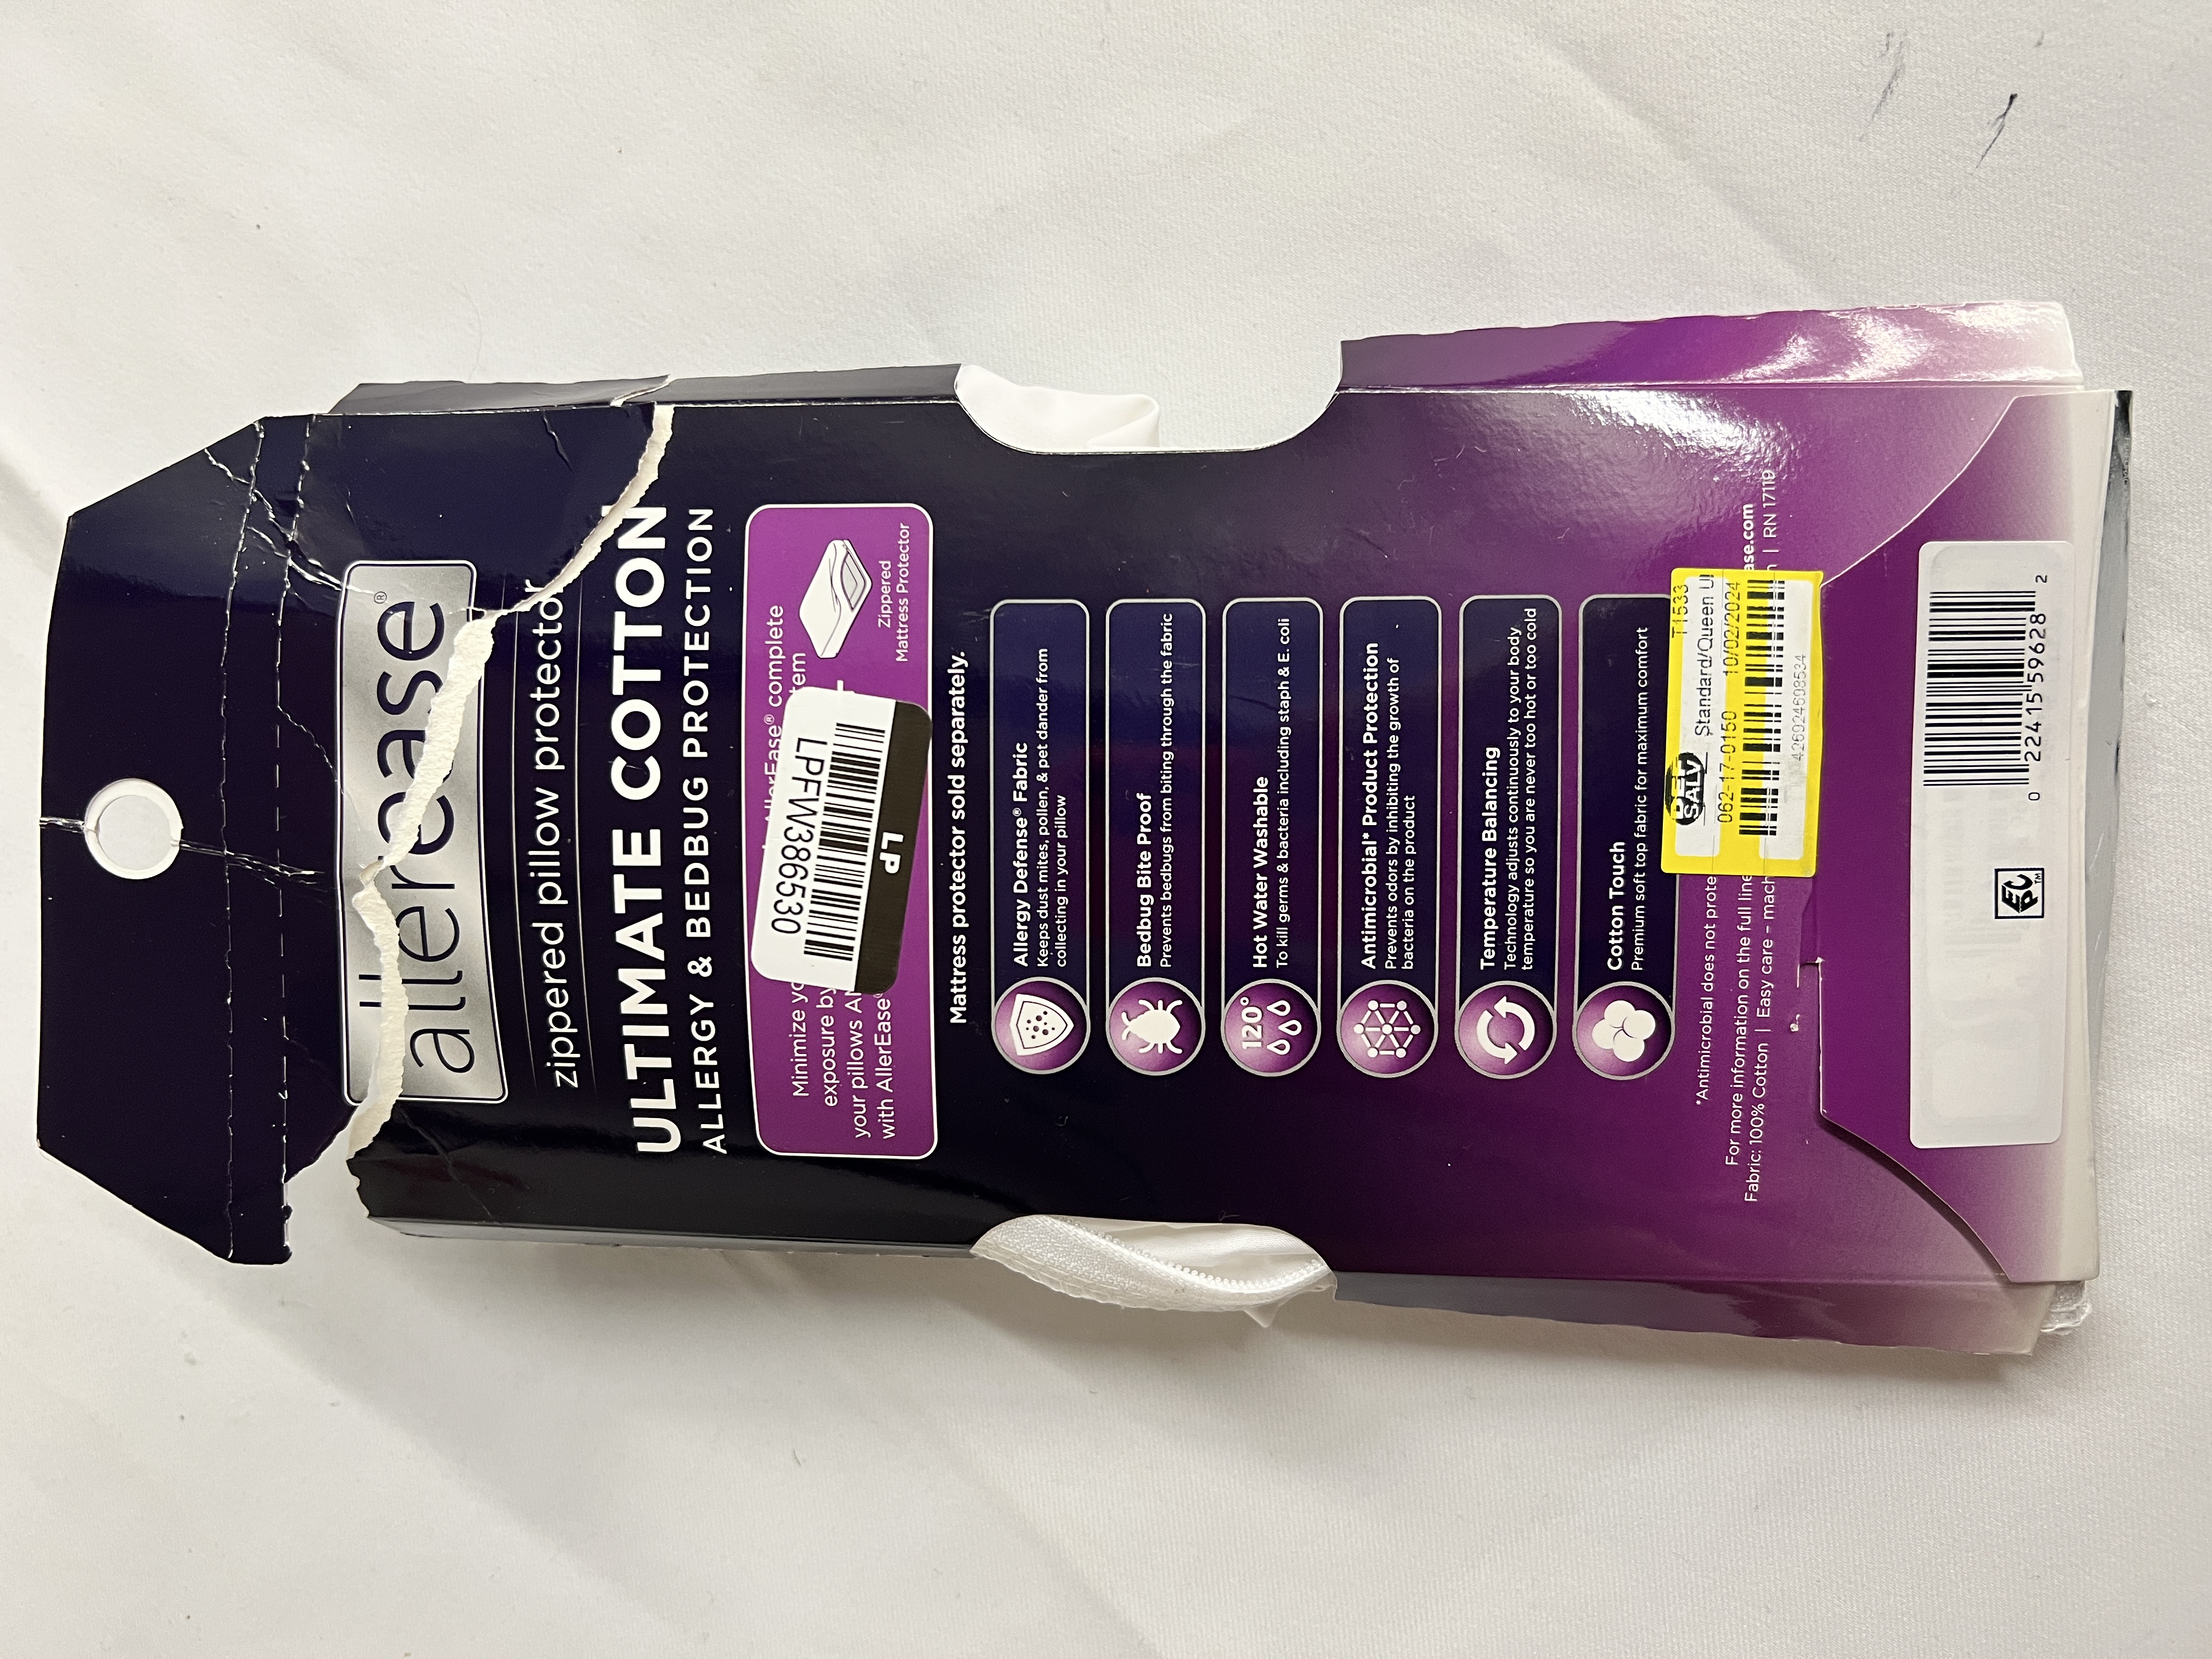 allerease®
zippered pillow protector
ULTIMATE COTTON
ALLERGY & BEDBUG PROTECTION
Minimize
AllerEase® complete
exposure by
your pillows
with AllerEase
Zippered
Mattress Protector
LPFW3865530
LP
Mattress protector sold separately.
Allergy Defense® Fabric
Keeps dust mites, pollen, & pet dander from
collecting in your pillow
Bedbug Bite Proof
Prevents bedbugs from biting through the fabric
120°
Hot Water Washable
To kill germs & bacteria including staph & E. coli
Antimicrobial* Product Protection
Prevents odors by inhibiting the growth of
bacteria on the product
Temperature Balancing
Technology adjusts continuously to your body
temperature so you are never too hot or too cold
Cotton Touch
Premium soft top fabric for maximum comfort
T1533
SALV Standard/Queen
062-17-0150 10/02/2024
*Antimicrobial does not
For more information on the full line
Fabric: 100% Cotton | Easy care – | RN 17119
0 22415 59628 2
EPC™